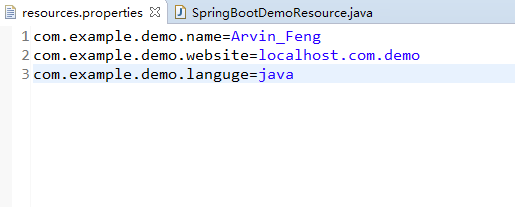 resources.properties
SpringBootDemoResource.java
1 com.example.demo.name=Arvin_Feng
2 com.example.demo.website=localhost.com.demo
3 com.example.demo.languge=java